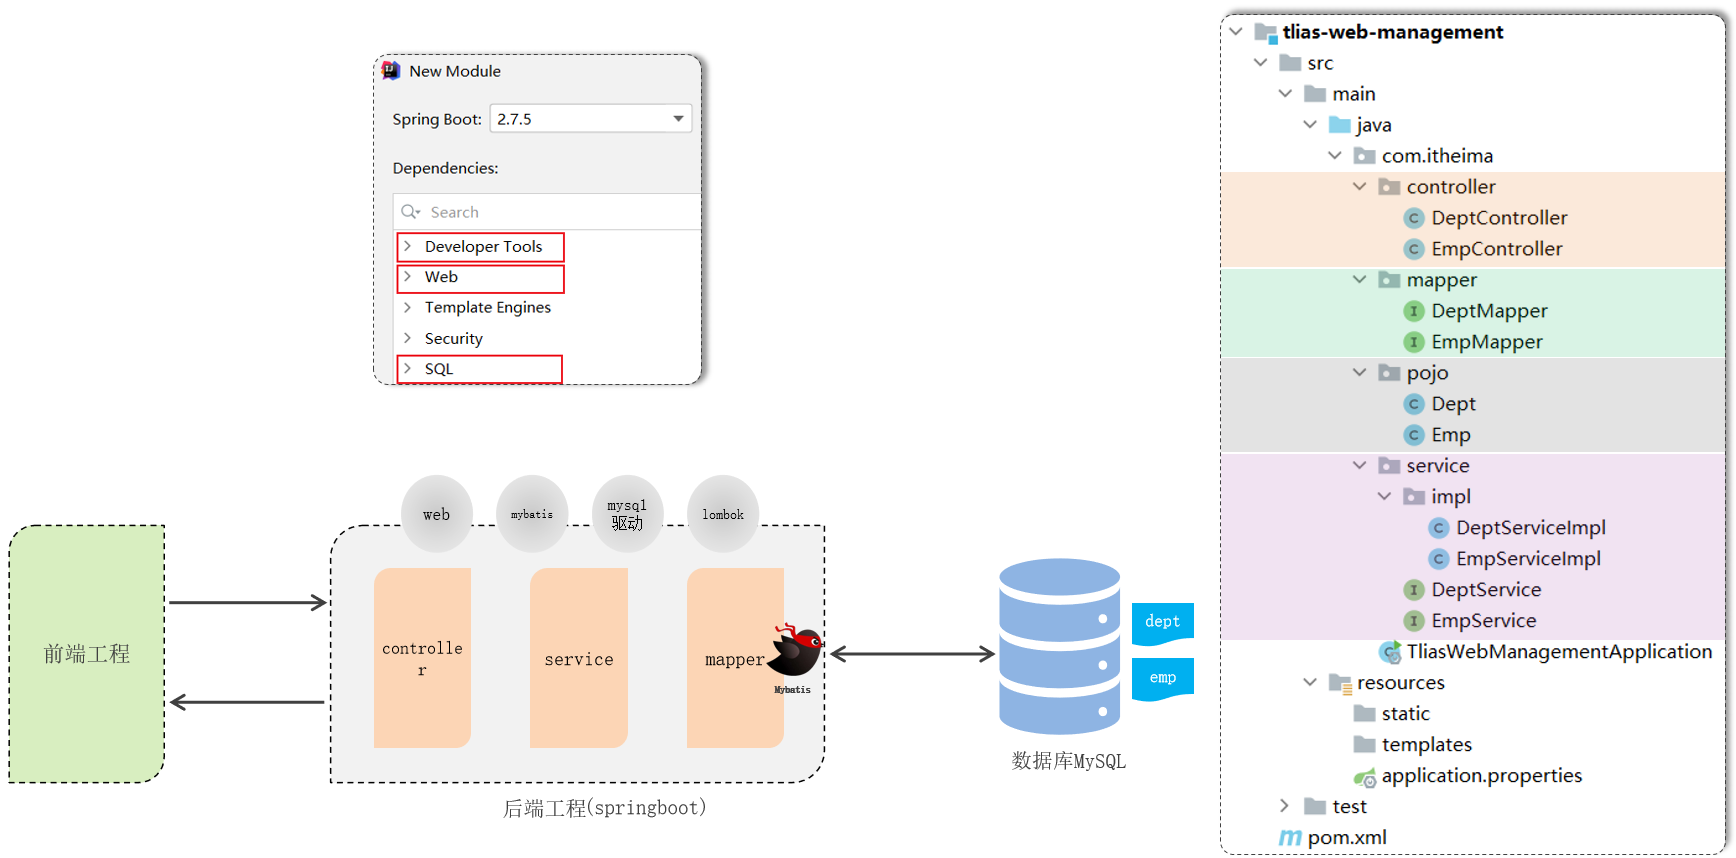 New Module
Spring Boot: 2.7.5
Dependencies:
Search
Developer Tools
Web
Template Engines
Security
SQL
web
mybatis
mysql
驱动
lombok
前端工程
controlle
r
service
mapper
Mybatis
后端工程(springboot)
dept
emp
数据库MySQL
tlias-web-management
src
main
java
com.itheima
controller
C DeptController
C EmpController
mapper
I DeptMapper
I EmpMapper
pojo
C Dept
C Emp
service
impl
C DeptServiceImpl
C EmpServiceImpl
I DeptService
I EmpService
C TliasWebManagementApplication
resources
static
templates
application.properties
test
m pom.xml